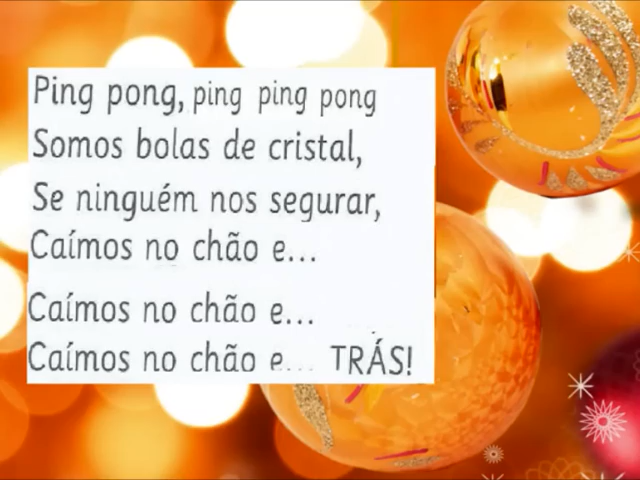 Ping pong, ping ping pong
Somos bolas de cristal,
Se ninguém nos segurar,
Caímos no chão e...
Caímos no chão e...
Caímos no chão e... TRÁS!